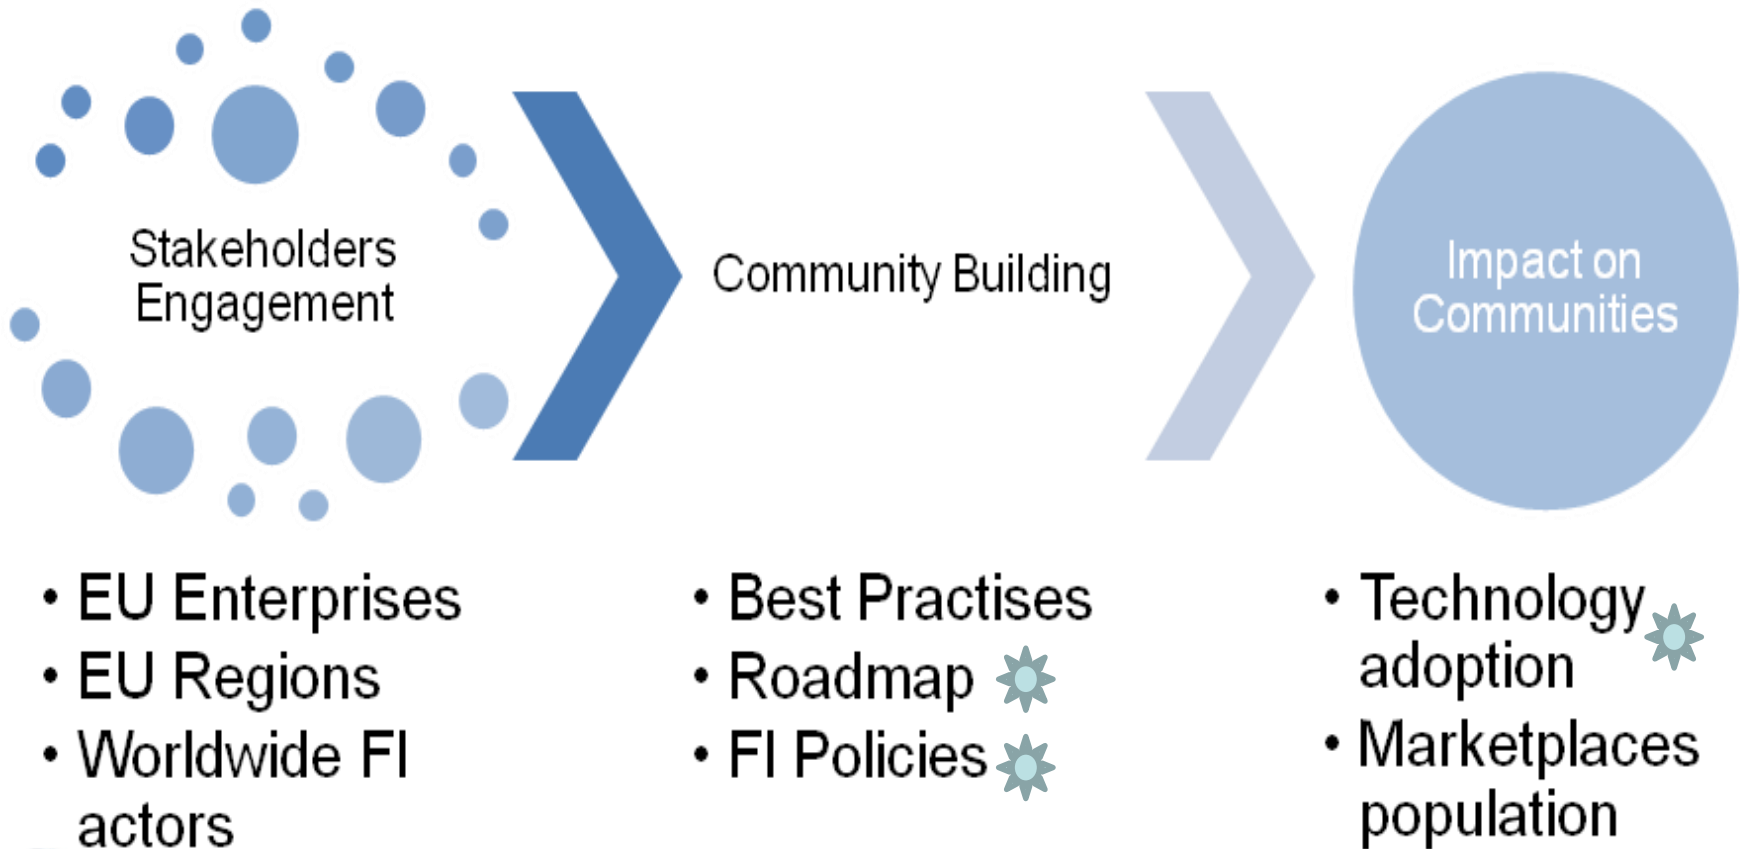 Stakeholders
Engagement
Community Building
Impact on
Communities
• EU Enterprises
• EU Regions
• Worldwide FI
actors
• Best Practises
• Roadmap
• FI Policies
• Technology
adoption
• Marketplaces
population